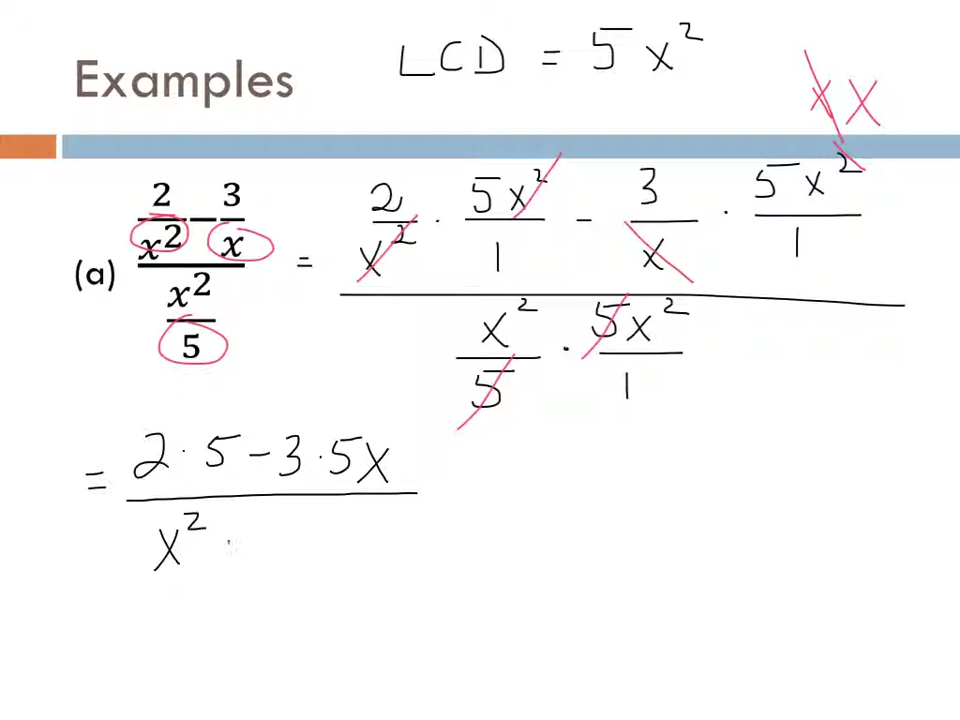 LCD = 5x²
Examples
x x
(a) (2/x² − 3/x)/(x²/5) = (2/x² · 5x²/1 − 3/x · 5x²/1)/(x²/5 · 5x²/1)
= (2·5−3·5x)/(x² ·